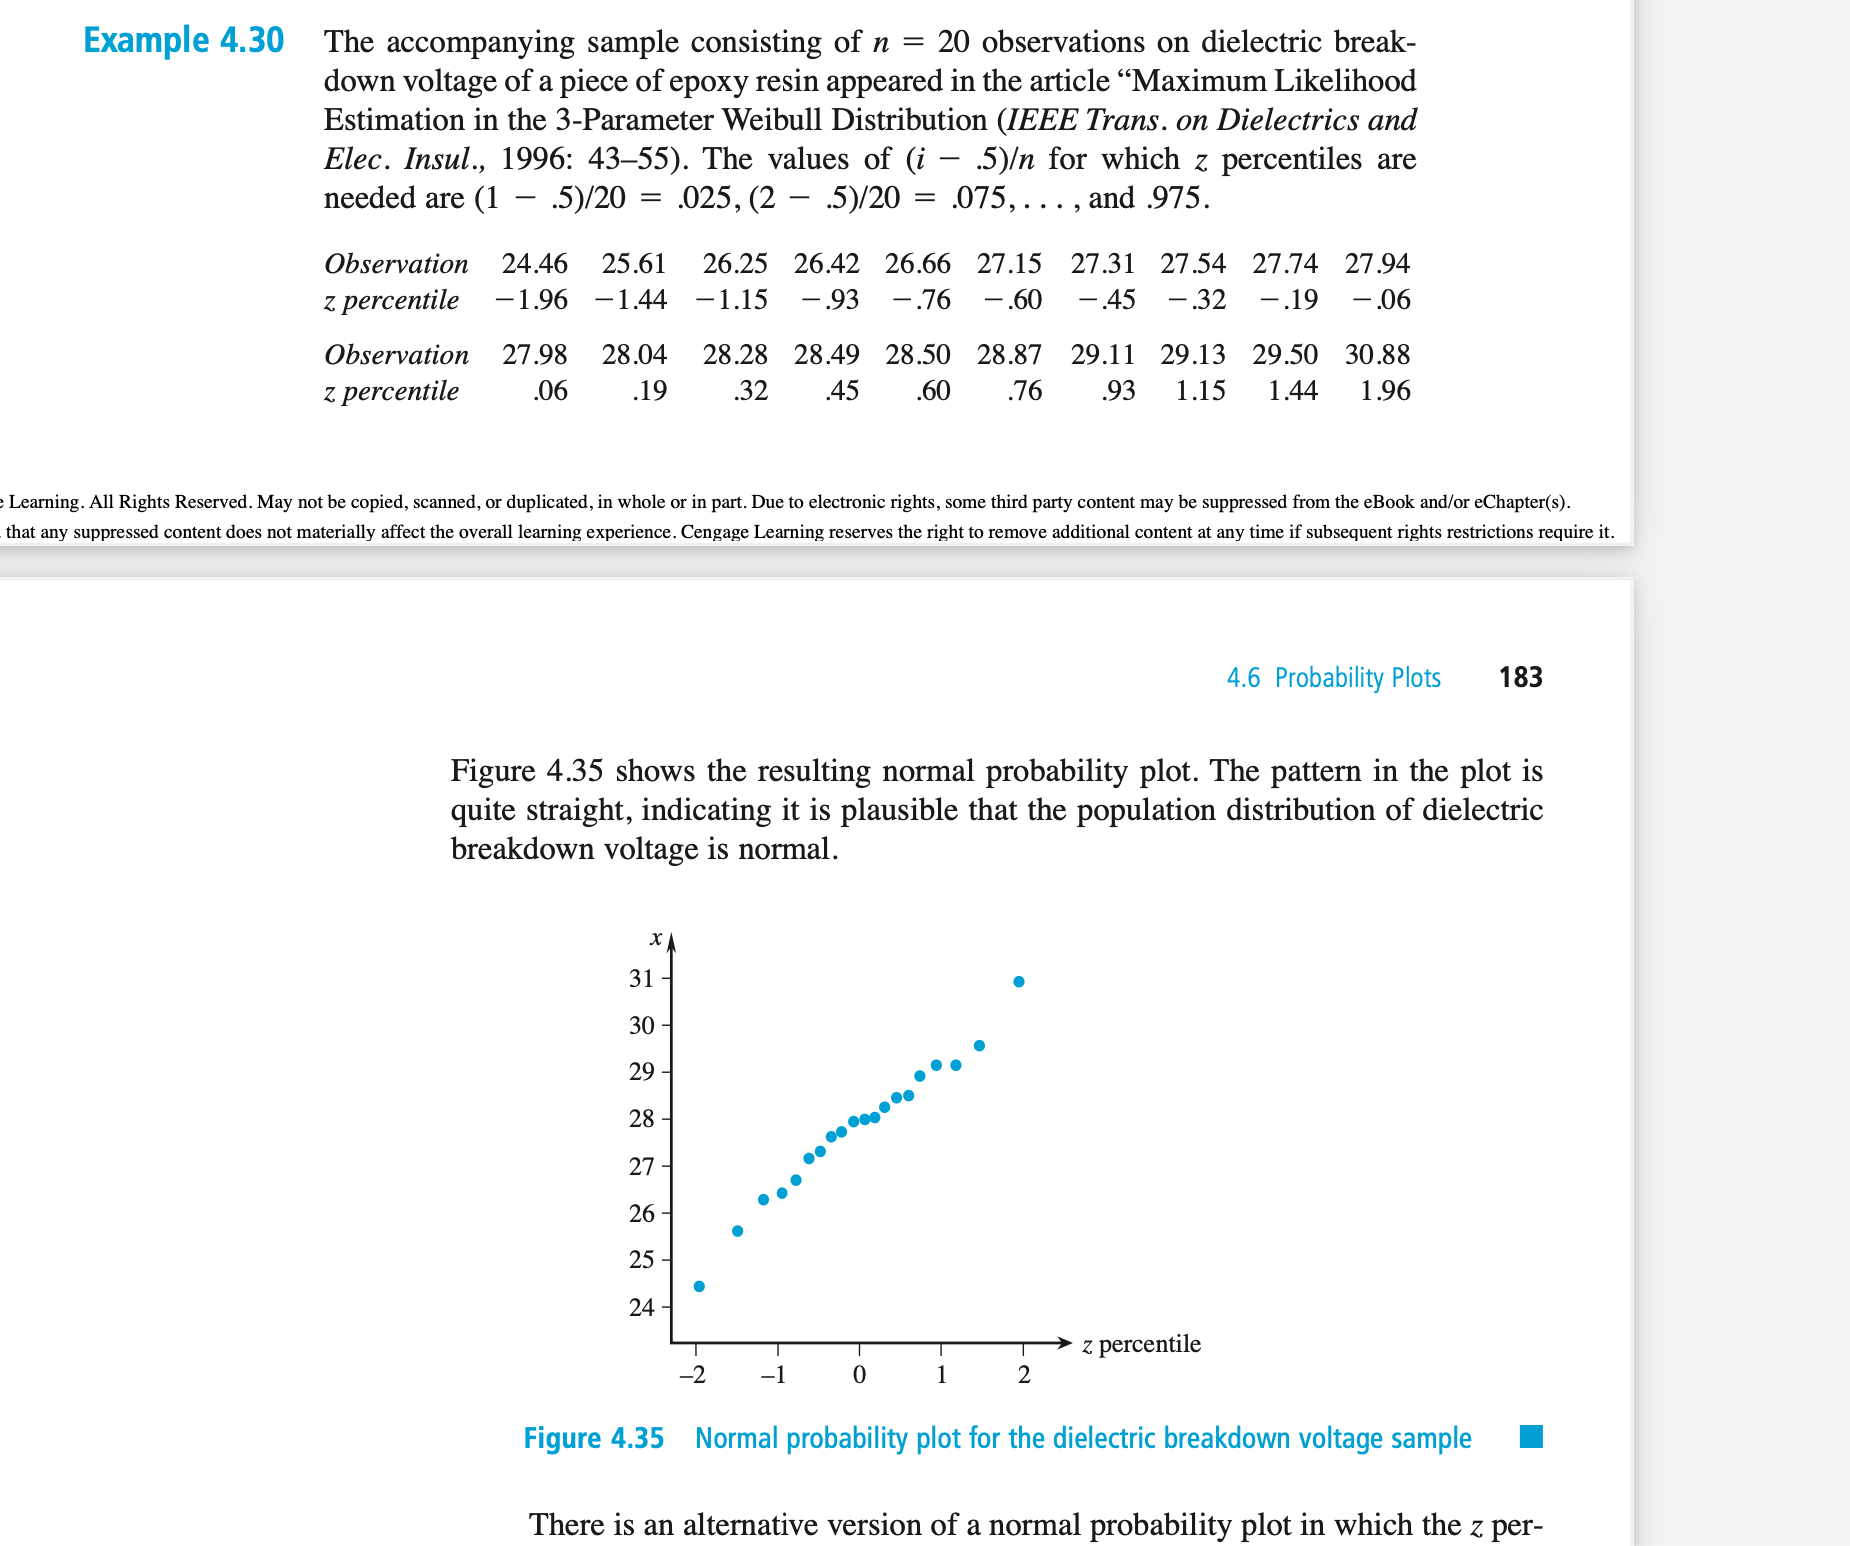 Example 4.30 The accompanying sample consisting of n = 20 observations on dielectric break-
down voltage of a piece of epoxy resin appeared in the article “Maximum Likelihood
Estimation in the 3-Parameter Weibull Distribution (IEEE Trans. on Dielectrics and
Elec. Insul., 1996: 43–55). The values of (i − .5)/n for which z percentiles are
needed are (1 − .5)/20 = .025, (2 − .5)/20 = .075, . . . , and .975.
Observation 24.46 25.61 26.25 26.42 26.66 27.15 27.31 27.54 27.74 27.94
z percentile −1.96 −1.44 −1.15 −.93 −.76 −.60 −.45 −.32 −.19 −.06
Observation 27.98 28.04 28.28 28.49 28.50 28.87 29.11 29.13 29.50 30.88
z percentile .06 .19 .32 .45 .60 .76 .93 1.15 1.44 1.96
Learning. All Rights Reserved. May not be copied, scanned, or duplicated, in whole or in part. Due to electronic rights, some third party content may be suppressed from the eBook and/or eChapter(s).
that any suppressed content does not materially affect the overall learning experience. Cengage Learning reserves the right to remove additional content at any time if subsequent rights restrictions require it.
4.6 Probability Plots 183
Figure 4.35 shows the resulting normal probability plot. The pattern in the plot is
quite straight, indicating it is plausible that the population distribution of dielectric
breakdown voltage is normal.
x
31
30
29
28
27
26
25
24
z percentile
–2 –1 0 1 2
Figure 4.35 Normal probability plot for the dielectric breakdown voltage sample
There is an alternative version of a normal probability plot in which the z per-